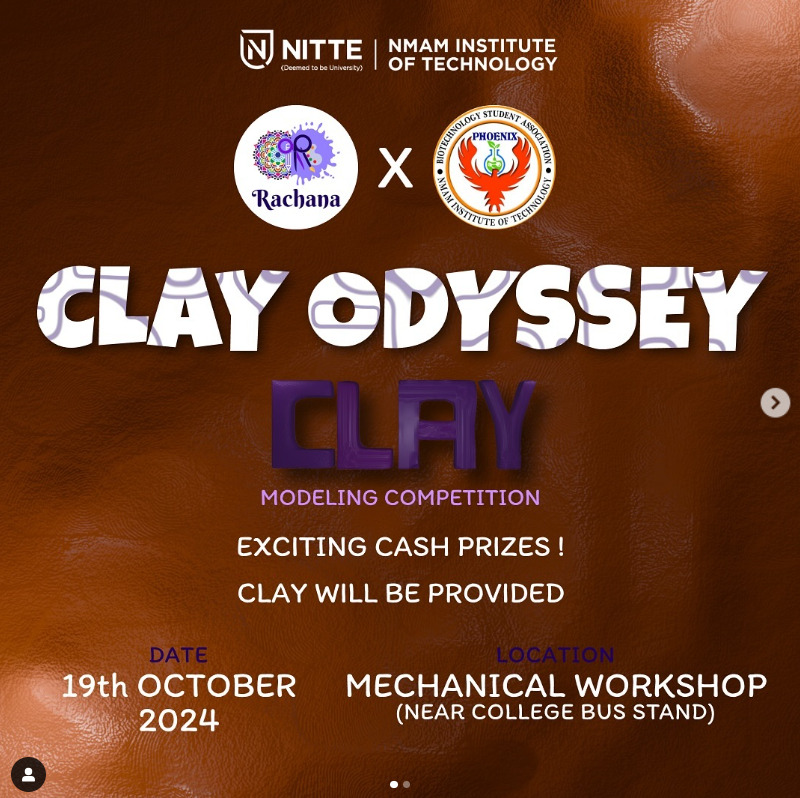 NITTE
(Deemed to be University)
NMAM INSTITUTE
OF TECHNOLOGY
Rachana
X
BIOTECHNOLOGY STUDENT ASSOCIATION
PHOENIX
NMAM INSTITUTE OF TECHNOLOGY
CLAY ODYSSEY
CLAY
MODELING COMPETITION
EXCITING CASH PRIZES !
CLAY WILL BE PROVIDED
DATE
19th OCTOBER
2024
LOCATION
MECHANICAL WORKSHOP
(NEAR COLLEGE BUS STAND)